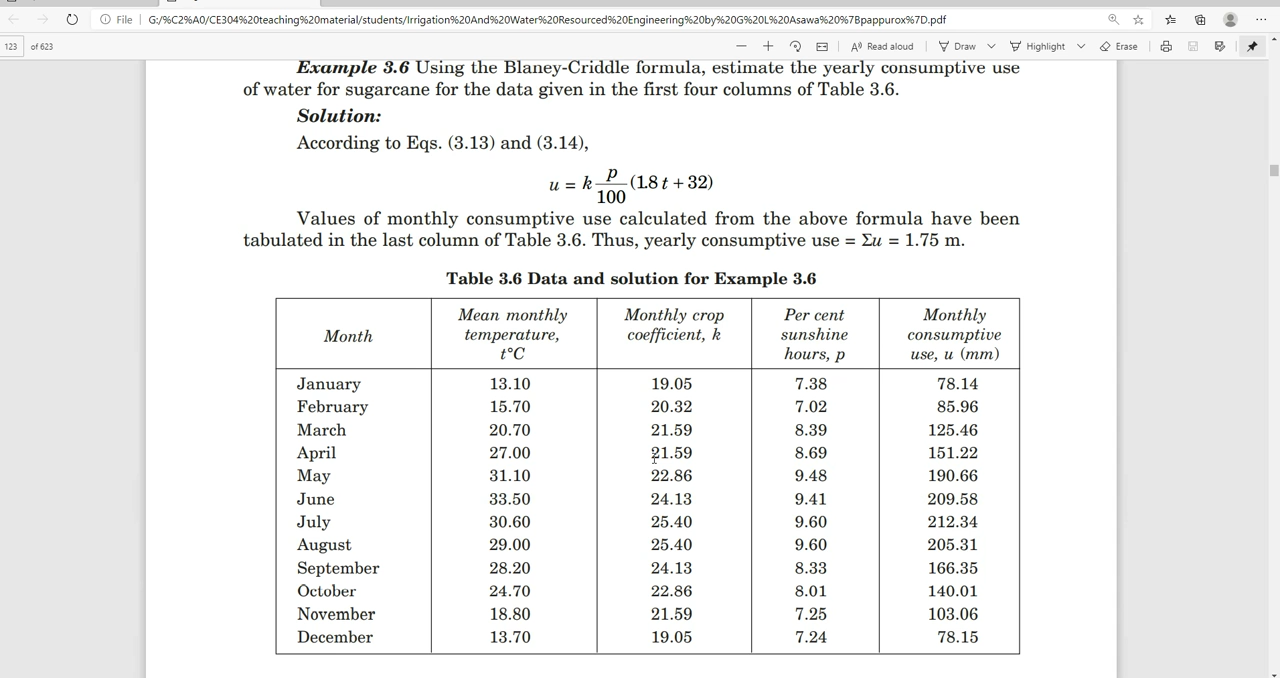 File G:/%C2%A0/CE304%20teaching%20material/students/Irrigation%20And%20Water%20Resourced%20Engineering%20by%20G%20L%20Asawa%20%7Bpappurox%7D.pdf
123 of 623 Read aloud Draw Highlight Erase
Example 3.6 Using the Blaney-Criddle formula, estimate the yearly consumptive use
of water for sugarcane for the data given in the first four columns of Table 3.6.
Solution:
According to Eqs. (3.13) and (3.14),
u = k p/100 (1.8 t + 32)
Values of monthly consumptive use calculated from the above formula have been
tabulated in the last column of Table 3.6. Thus, yearly consumptive use = Σu = 1.75 m.
Table 3.6 Data and solution for Example 3.6
Month Mean monthly temperature, t°C Monthly crop coefficient, k Per cent sunshine hours, p Monthly consumptive use, u (mm)
January 13.10 19.05 7.38 78.14
February 15.70 20.32 7.02 85.96
March 20.70 21.59 8.39 125.46
April 27.00 21.59 8.69 151.22
May 31.10 22.86 9.48 190.66
June 33.50 24.13 9.41 209.58
July 30.60 25.40 9.60 212.34
August 29.00 25.40 9.60 205.31
September 28.20 24.13 8.33 166.35
October 24.70 22.86 8.01 140.01
November 18.80 21.59 7.25 103.06
December 13.70 19.05 7.24 78.15